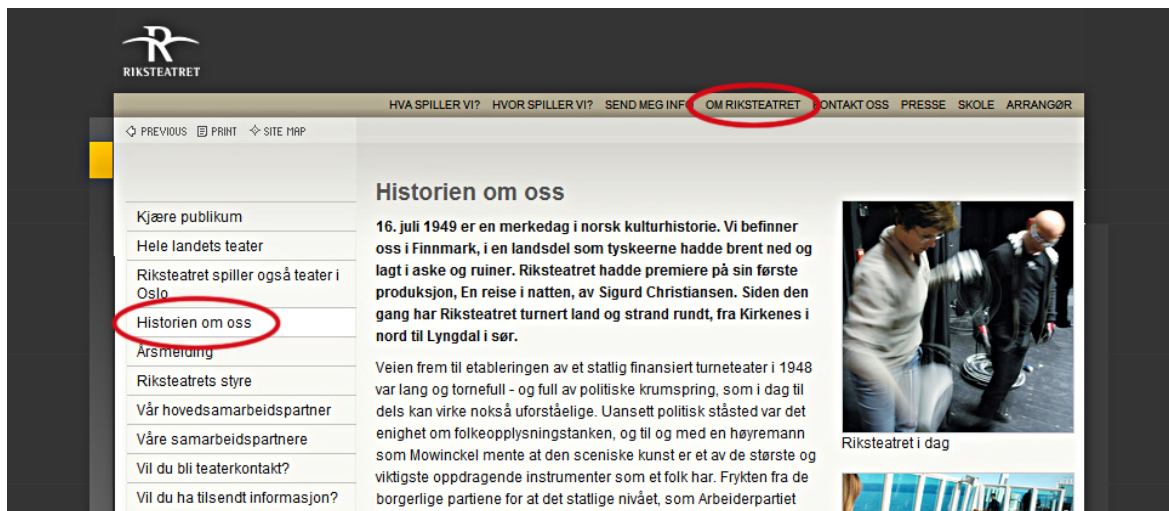 RIKSTEATRET
HVA SPILLER VI? HVOR SPILLER VI? SEND MEG INFO OM RIKSTEATRET KONTAKT OSS PRESSE SKOLE ARRANGØR
PREVIOUS PRINT SITE MAP
Kjære publikum
Hele landets teater
Riksteatret spiller også teater i
Oslo
Historien om oss
Årsmelding
Riksteatrets styre
Vår hovedsamarbeidspartner
Våre samarbeidspartnere
Vil du bli teaterkontakt?
Vil du ha tilsendt informasjon?
Historien om oss
16. juli 1949 er en merkedag i norsk kulturhistorie. Vi befinner
oss i Finnmark, i en landsdel som tyskeerne hadde brent ned og
lagt i aske og ruiner. Riksteatret hadde premiere på sin første
produksjon, En reise i natten, av Sigurd Christiansen. Siden den
gang har Riksteatret turnert land og strand rundt, fra Kirkenes i
nord til Lyngdal i sør.
Veien frem til etableringen av et statlig finansiert turneteater i 1948
var lang og tornefull - og full av politiske krumspring, som i dag til
dels kan virke nokså uforståelige. Uansett politisk ståsted var det
enighet om folkeopplysningstanken, og til og med en høyremann
som Mowinckel mente at den sceniske kunst er et av de største og
viktigste oppdragende instrumenter som et folk har. Frykten fra de
borgerlige partiene for at det statlige nivået, som Arbeiderpartiet
Riksteatret i dag